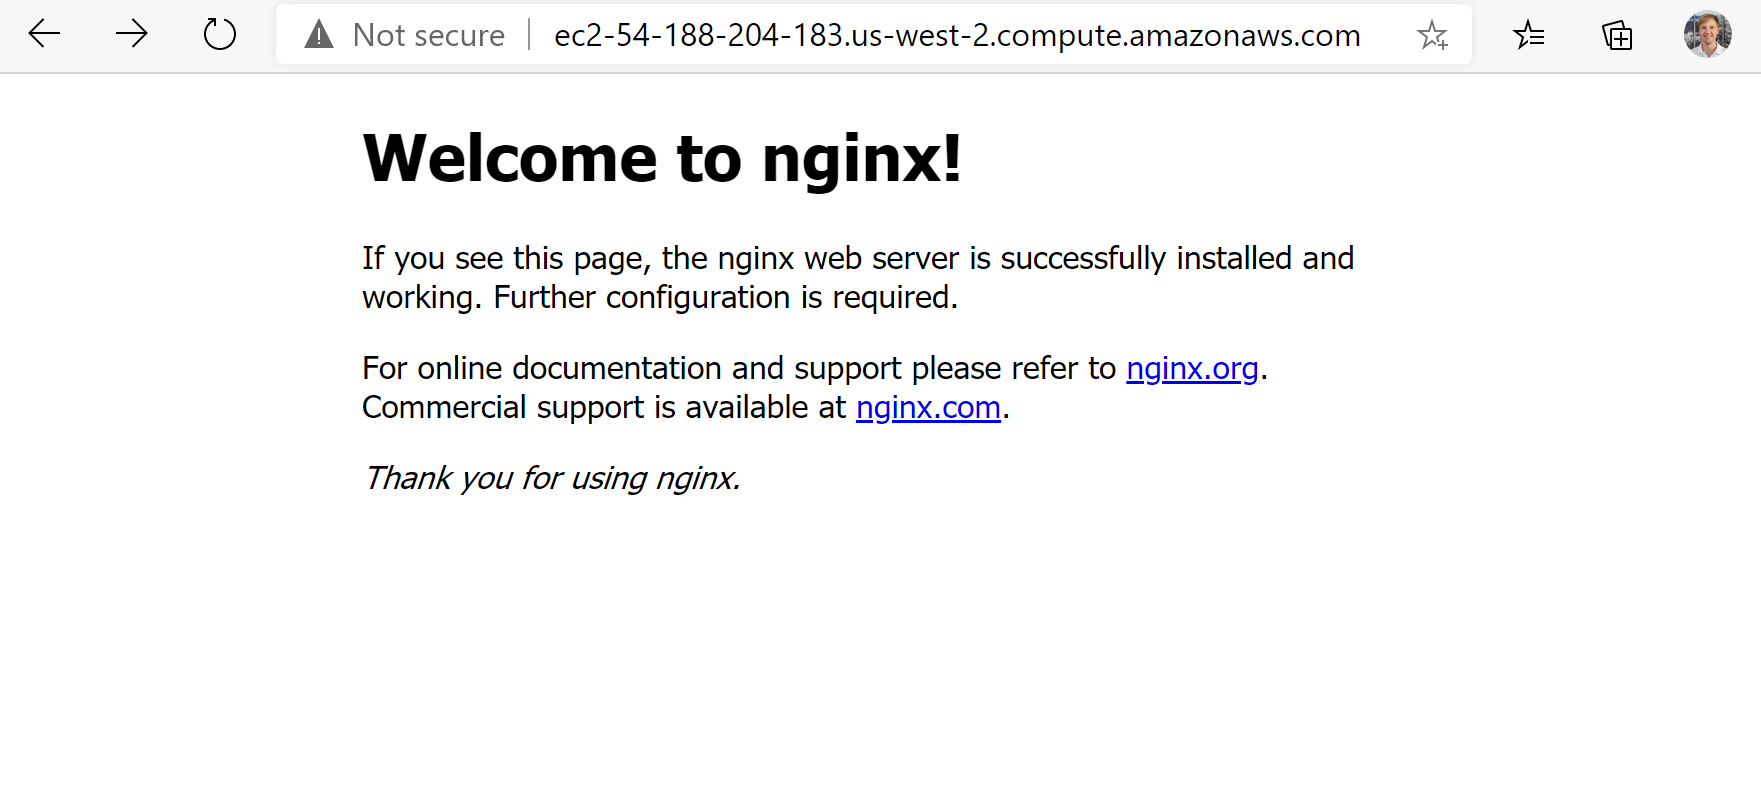 Not secure ec2-54-188-204-183.us-west-2.compute.amazonaws.com
Welcome to nginx!
If you see this page, the nginx web server is successfully installed and
working. Further configuration is required.
For online documentation and support please refer to nginx.org.
Commercial support is available at nginx.com.
Thank you for using nginx.